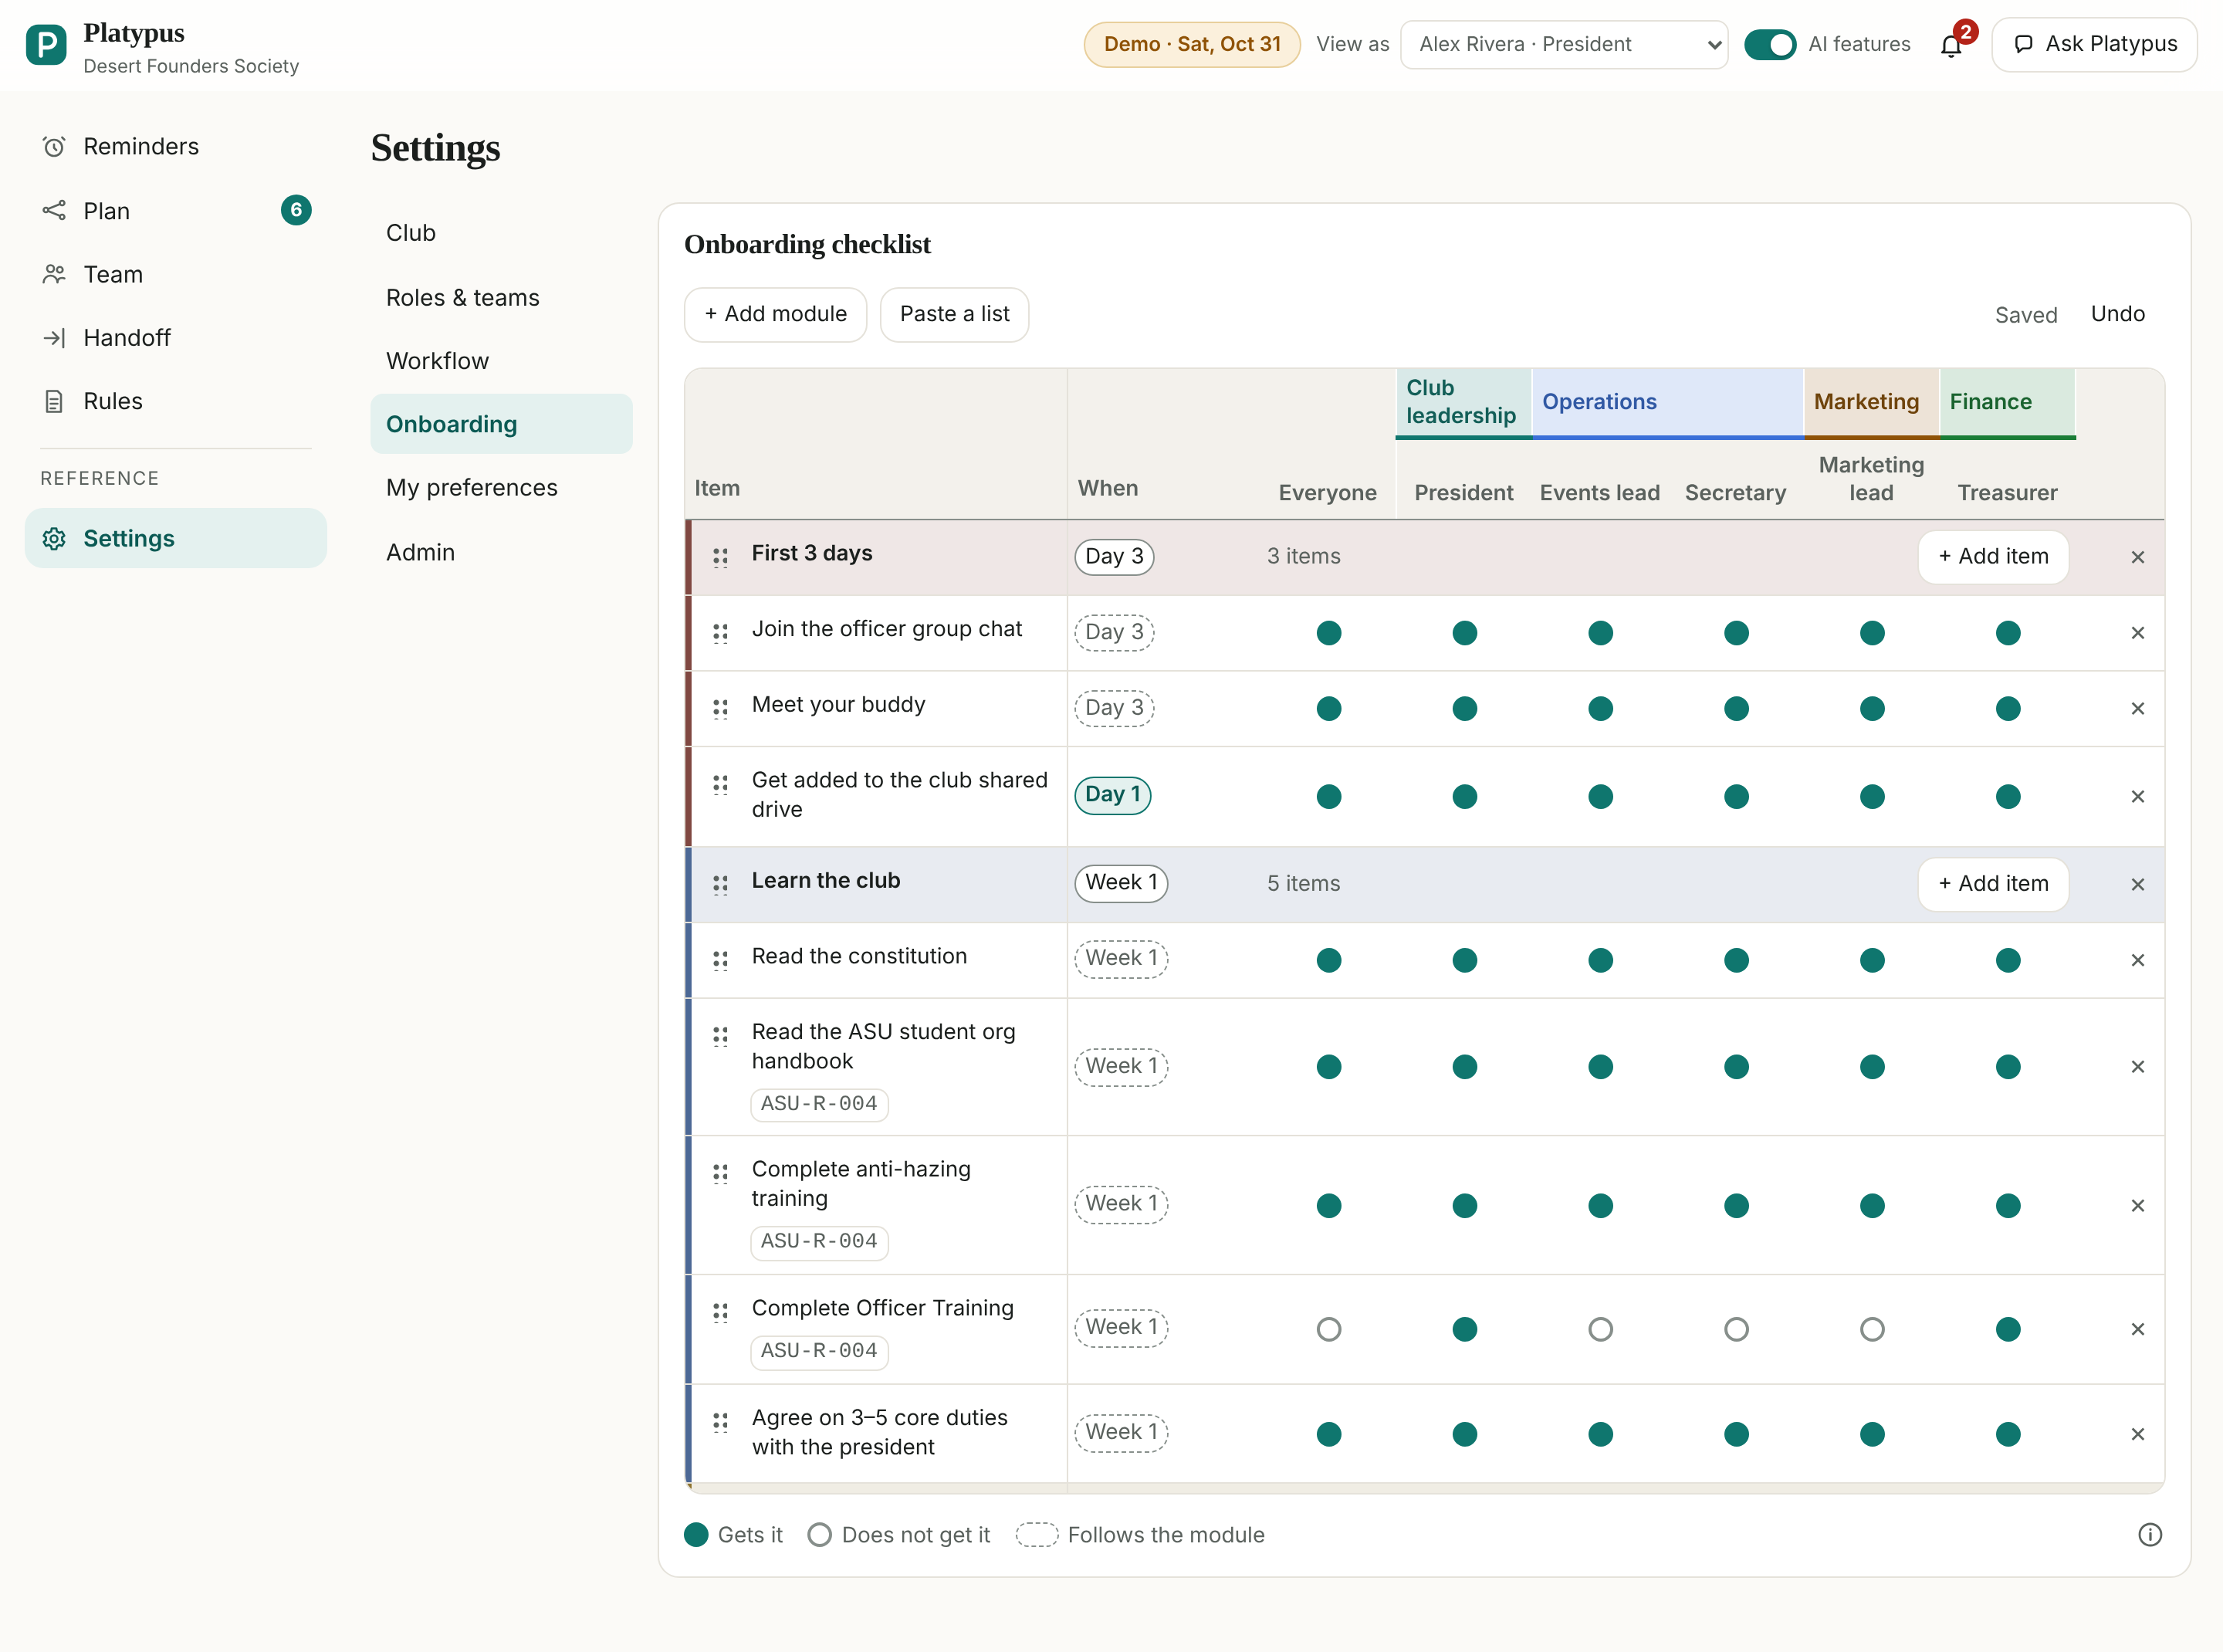 P
Platypus
Desert Founders Society
Demo · Sat, Oct 31
View as
Alex Rivera · President
AI features
2
Ask Platypus
Reminders
Plan
6
Team
Handoff
Rules
REFERENCE
Settings
Settings
Club
Roles & teams
Workflow
Onboarding
My preferences
Admin
Onboarding checklist
+ Add module
Paste a list
Saved
Undo
Club
leadership
Operations
Marketing
Finance
Item
When
Everyone
President
Events lead
Secretary
Marketing
lead
Treasurer
First 3 days
Day 3
3 items
+ Add item
×
Join the officer group chat
Day 3
×
Meet your buddy
Day 3
×
Get added to the club shared
drive
Day 1
×
Learn the club
Week 1
5 items
+ Add item
×
Read the constitution
Week 1
×
Read the ASU student org
handbook
ASU-R-004
Week 1
×
Complete anti-hazing
training
ASU-R-004
Week 1
×
Complete Officer Training
ASU-R-004
Week 1
×
Agree on 3–5 core duties
with the president
Week 1
×
Gets it
Does not get it
Follows the module